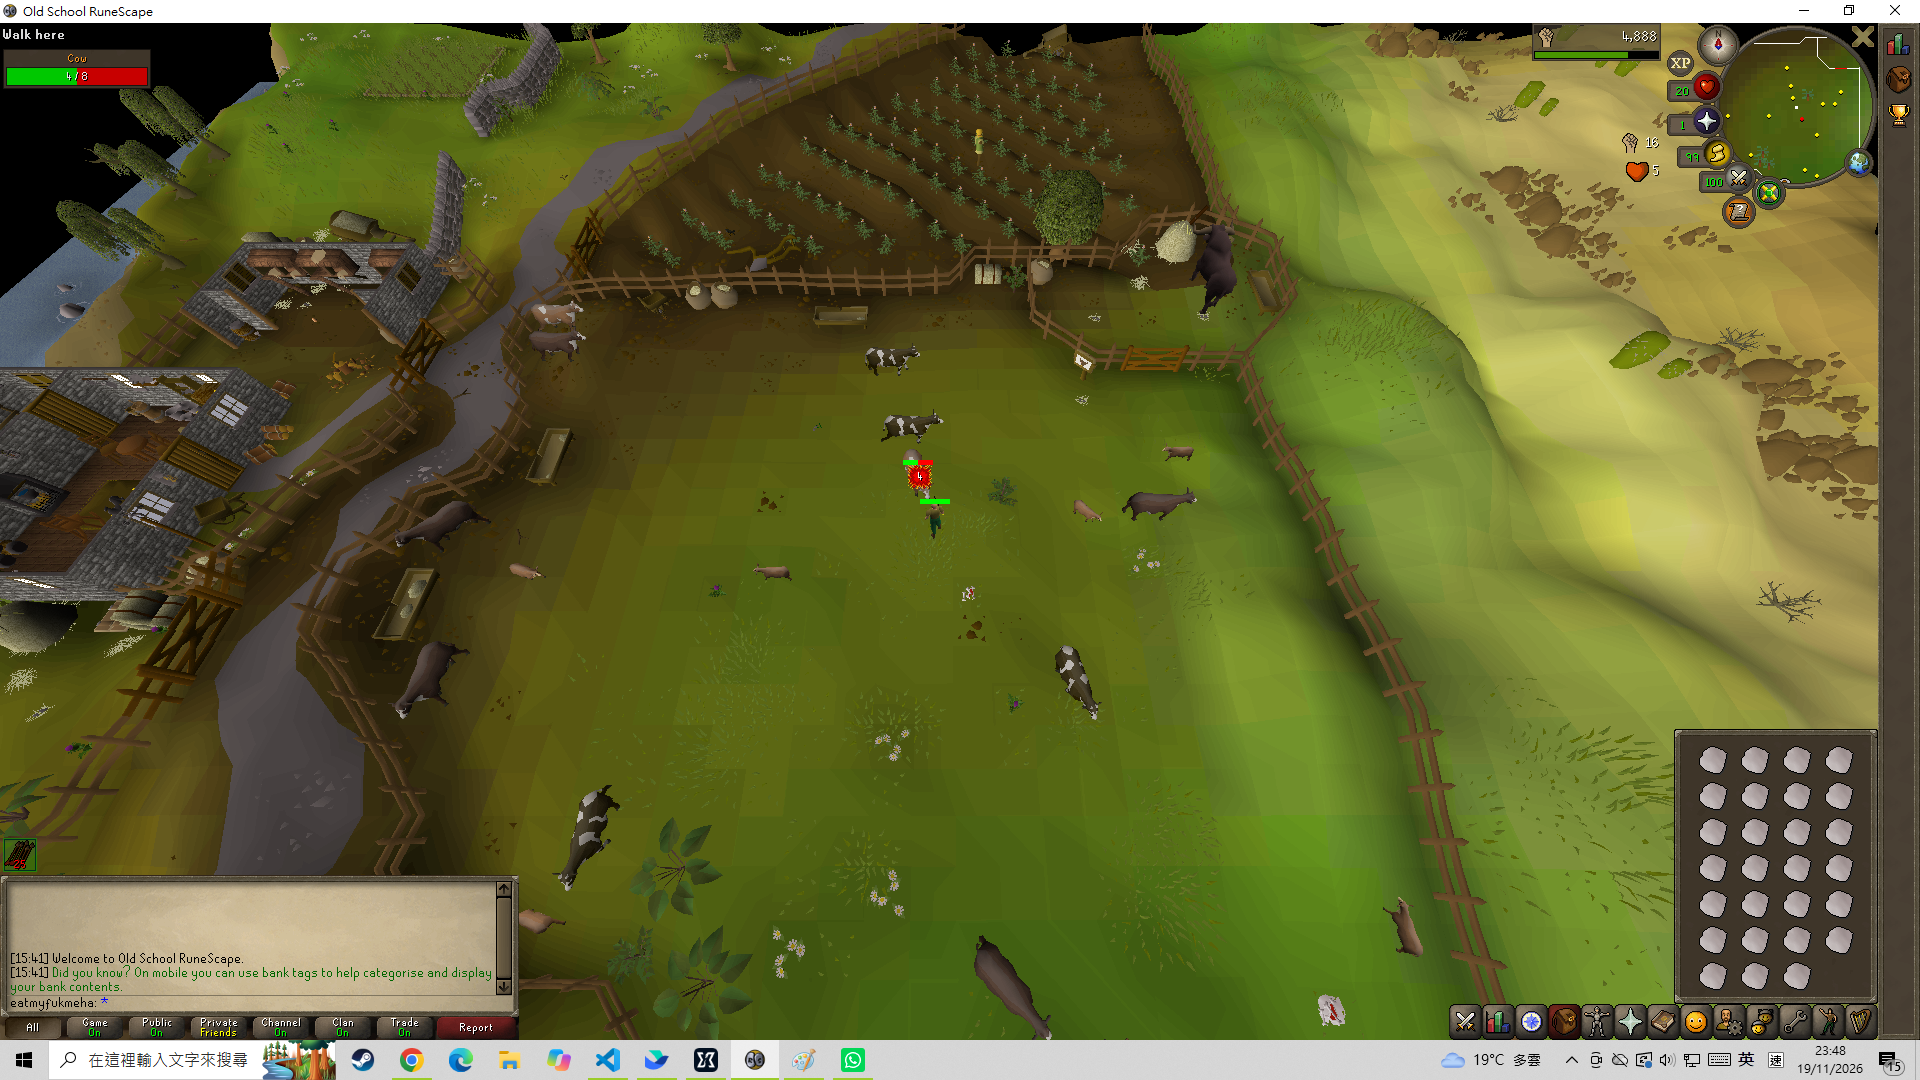 Old School RuneScape
Walk here
Cow
4 / 8
4,888
N
XP
20
1
16
99
5
100
4
25
[15:41] Welcome to Old School RuneScape.
[15:41] Did you know? On mobile you can use bank tags to help categorise and display
your bank contents.
eatmyfukmeha: *
All
Game
On
Public
On
Private
Friends
Channel
On
Clan
On
Trade
On
Report
在這裡輸入文字來搜尋
19°C 多雲
英
速
23:48
19/11/2026
15